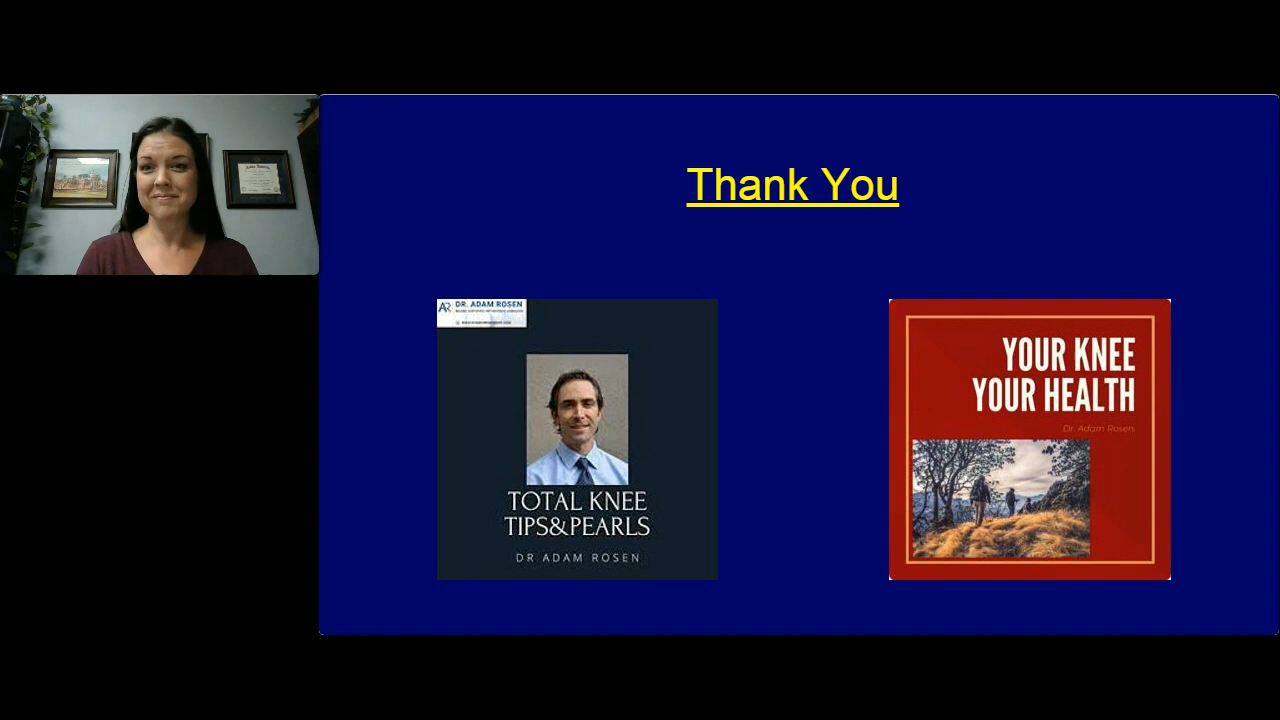 Thank You
DR. ADAM ROSEN
TOTAL KNEE
TIPS&PEARLS
DR ADAM ROSEN
YOUR KNEE
YOUR HEALTH
Dr. Adam Rosen